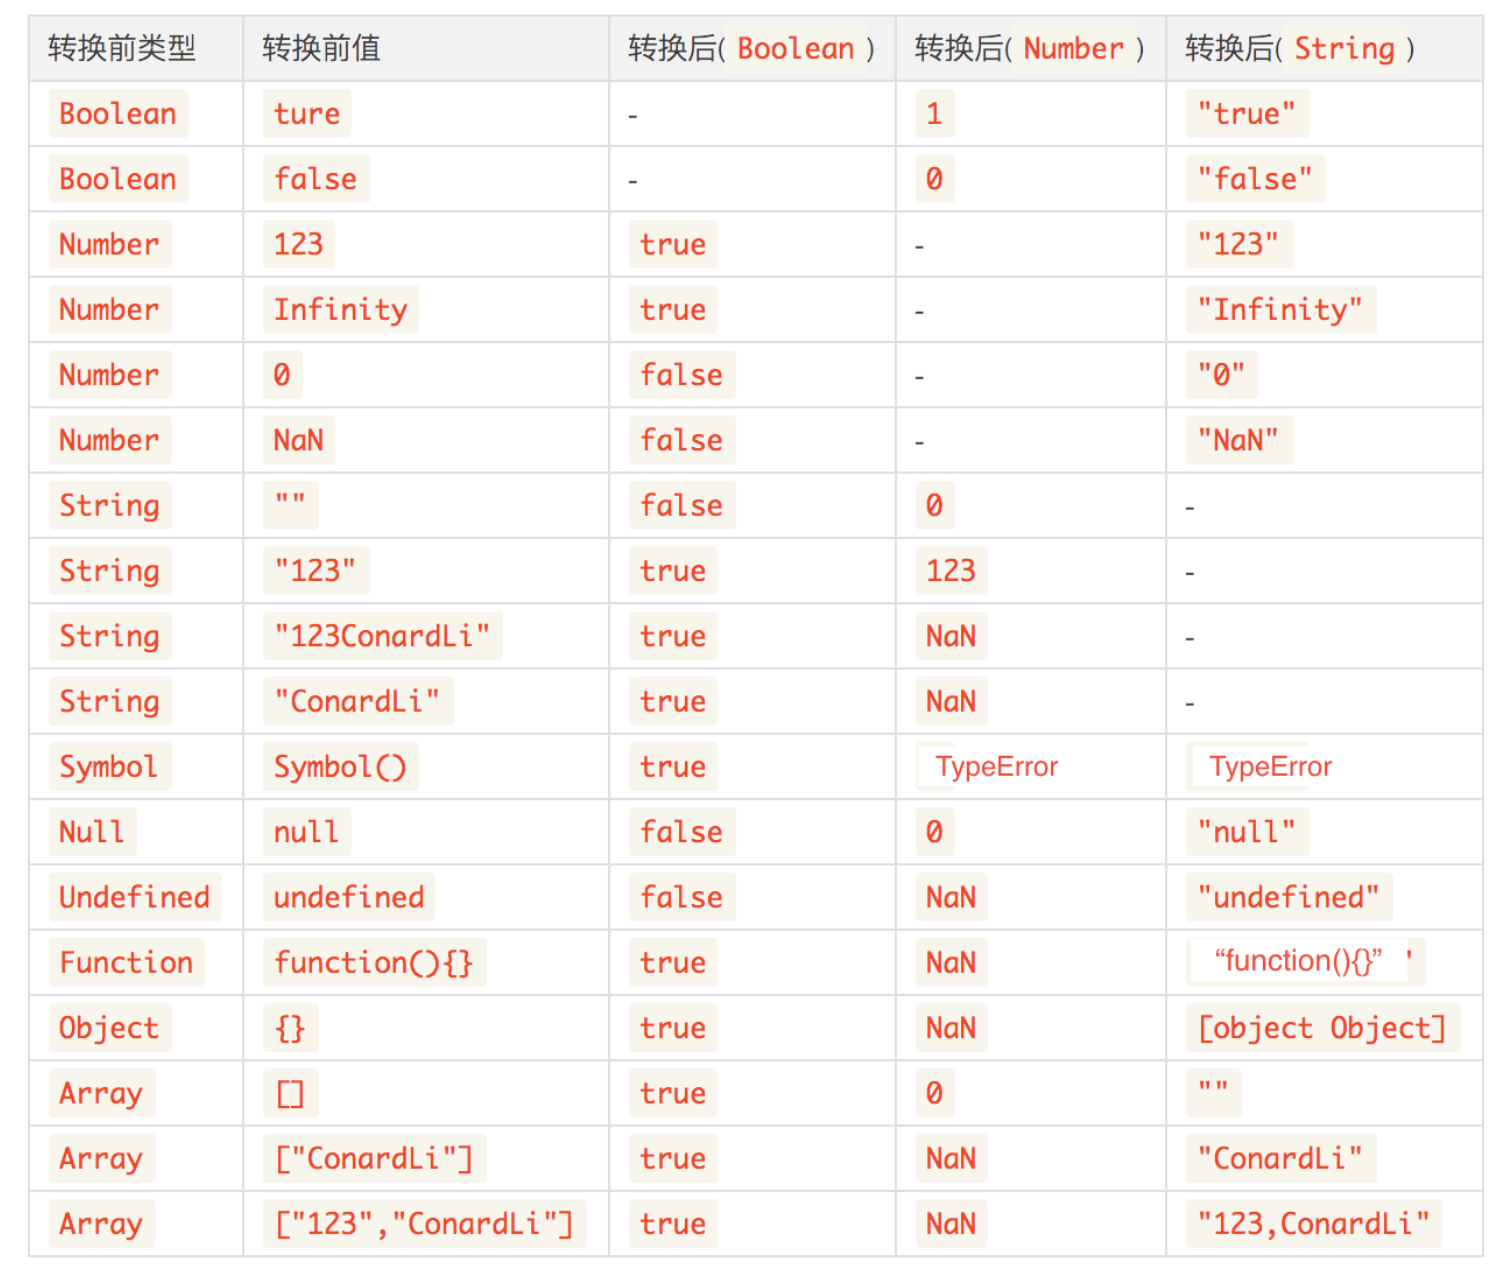 转换前类型 转换前值 转换后( Boolean ) 转换后( Number ) 转换后( String )
Boolean ture - 1 "true"
Boolean false - 0 "false"
Number 123 true - "123"
Number Infinity true - "Infinity"
Number 0 false - "0"
Number NaN false - "NaN"
String "" false 0 -
String "123" true 123 -
String "123ConardLi" true NaN -
String "ConardLi" true NaN -
Symbol Symbol() true TypeError TypeError
Null null false 0 "null"
Undefined undefined false NaN "undefined"
Function function(){} true NaN “function(){}” '
Object {} true NaN [object Object]
Array [] true 0 ""
Array ["ConardLi"] true NaN "ConardLi"
Array ["123","ConardLi"] true NaN "123,ConardLi"